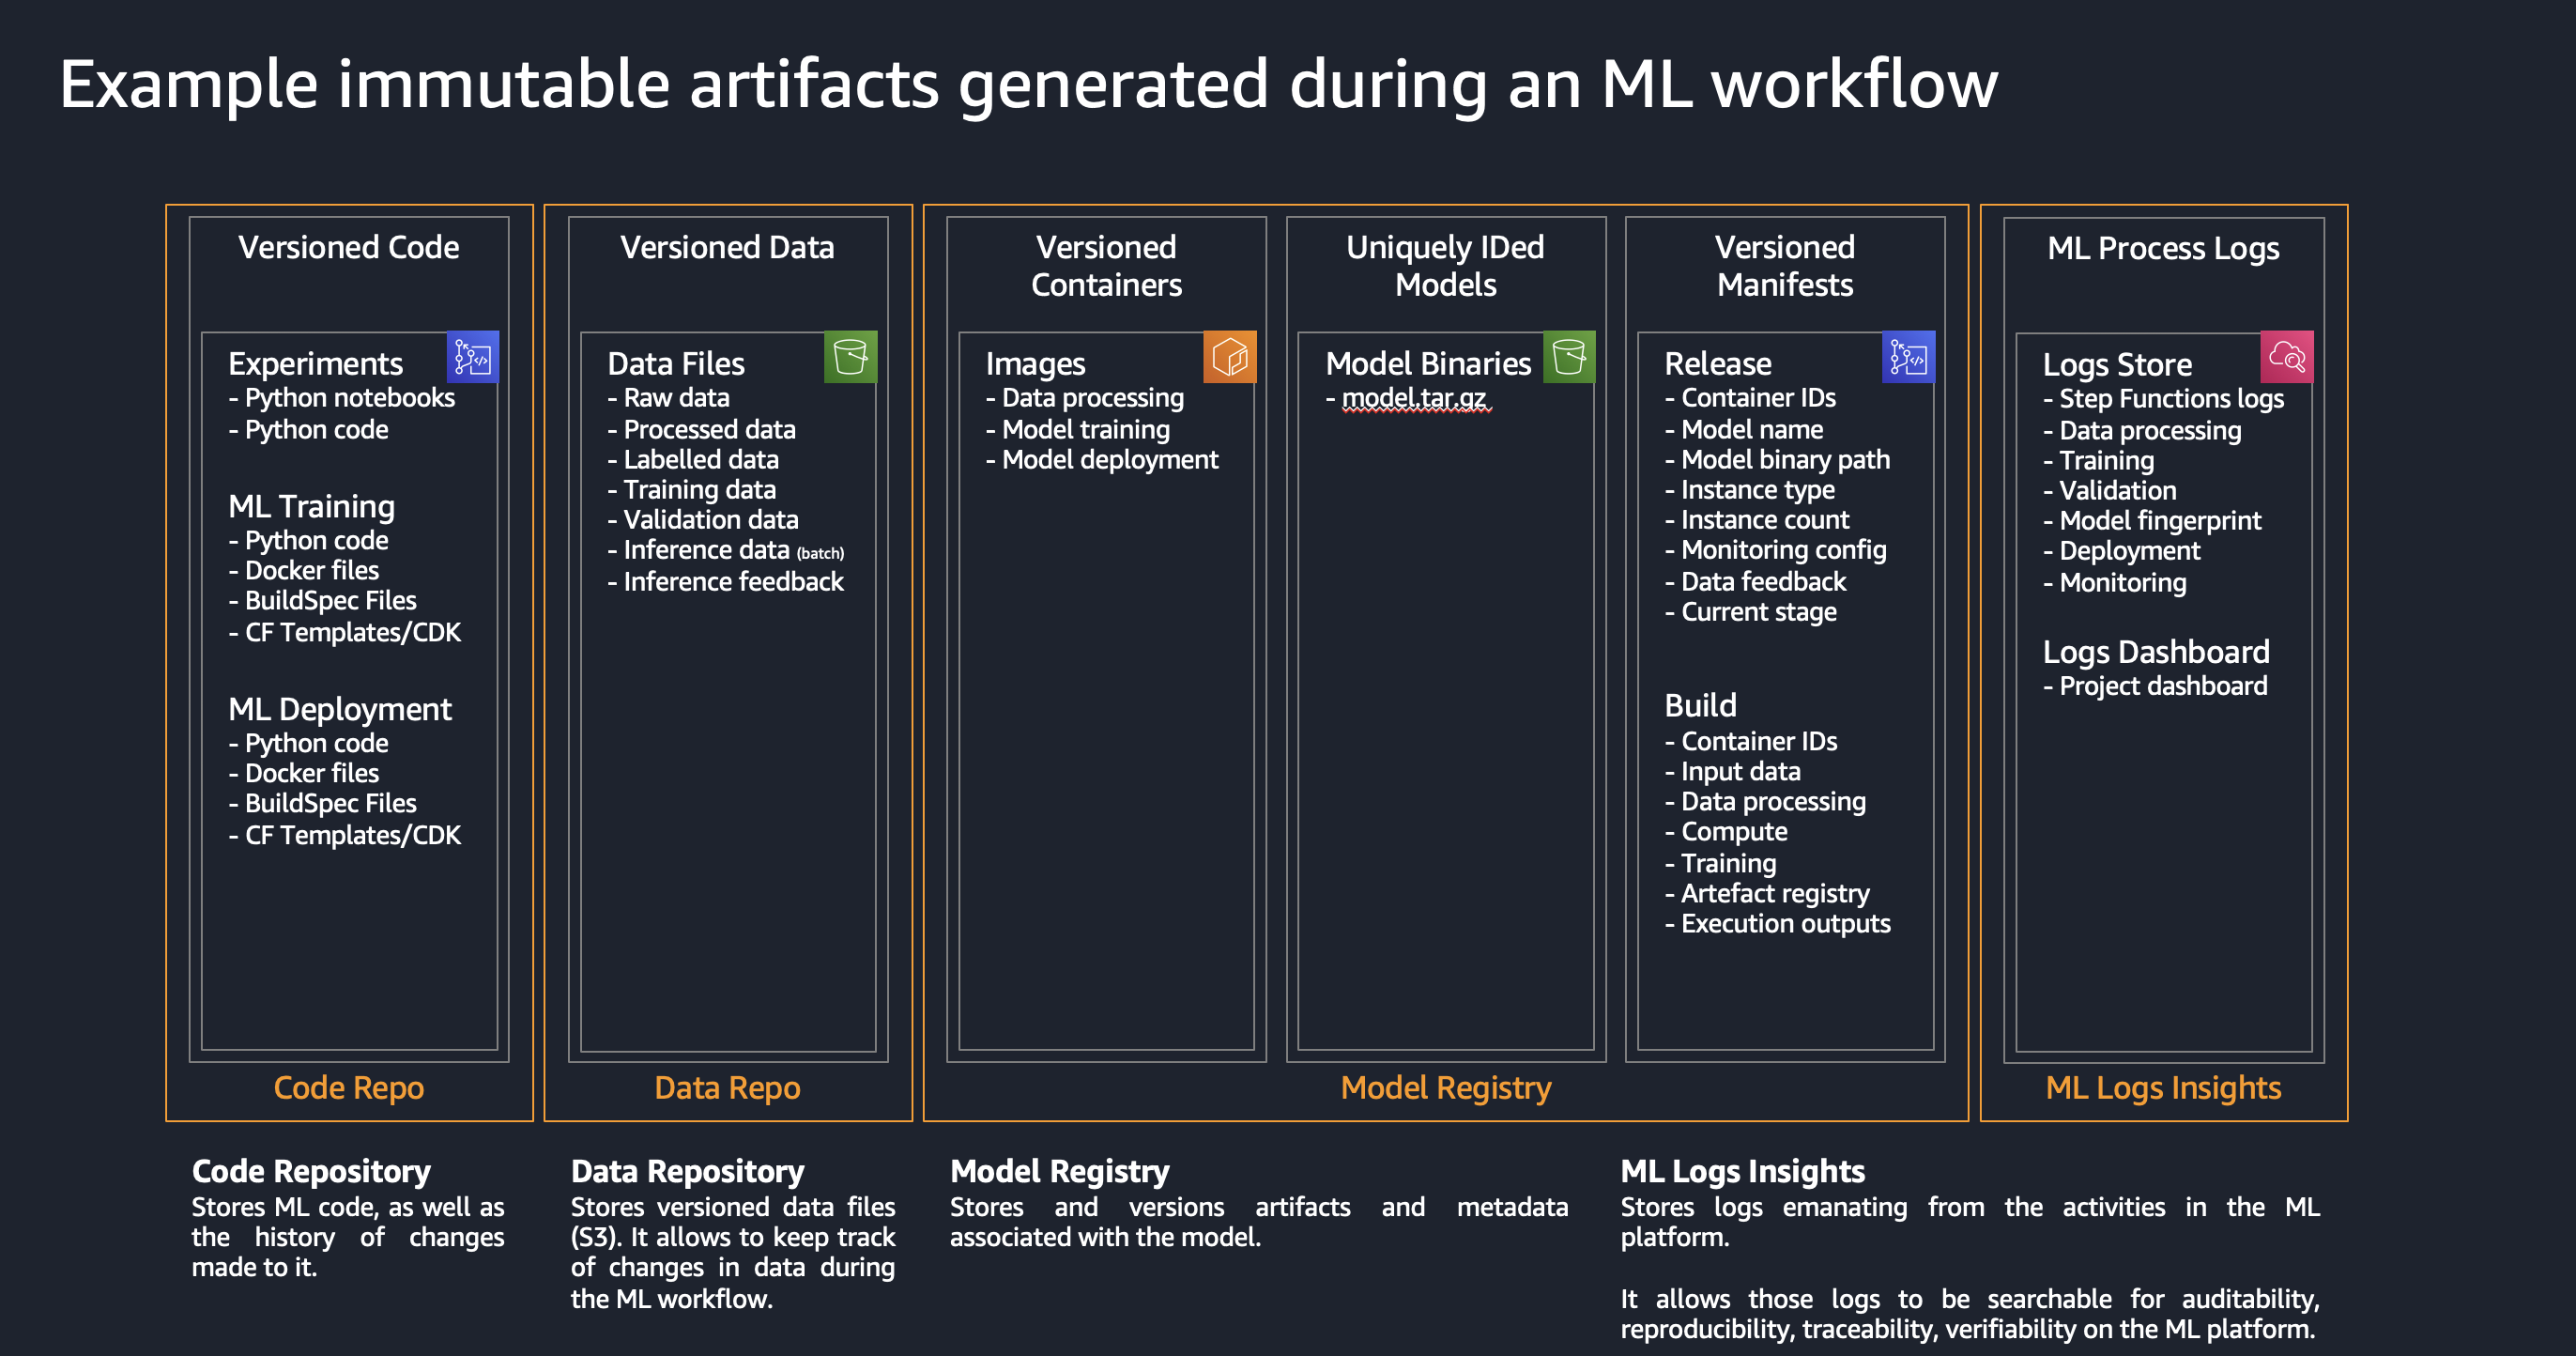 Example immutable artifacts generated during an ML workflow
Versioned Code
Experiments
- Python notebooks
- Python code
ML Training
- Python code
- Docker files
- BuildSpec Files
- CF Templates/CDK
ML Deployment
- Python code
- Docker files
- BuildSpec Files
- CF Templates/CDK
Code Repo
Versioned Data
Data Files
- Raw data
- Processed data
- Labelled data
- Training data
- Validation data
- Inference data (batch)
- Inference feedback
Data Repo
Versioned
Containers
Images
- Data processing
- Model training
- Model deployment
Uniquely IDed
Models
Model Binaries
- model.tar.gz
Versioned
Manifests
Release
- Container IDs
- Model name
- Model binary path
- Instance type
- Instance count
- Monitoring config
- Data feedback
- Current stage
Build
- Container IDs
- Input data
- Data processing
- Compute
- Training
- Artefact registry
- Execution outputs
Model Registry
ML Process Logs
Logs Store
- Step Functions logs
- Data processing
- Training
- Validation
- Model fingerprint
- Deployment
- Monitoring
Logs Dashboard
- Project dashboard
ML Logs Insights
Code Repository
Stores ML code, as well as
the history of changes
made to it.
Data Repository
Stores versioned data files
(S3). It allows to keep track
of changes in data during
the ML workflow.
Model Registry
Stores and versions artifacts and metadata
associated with the model.
ML Logs Insights
Stores logs emanating from the activities in the ML
platform.
It allows those logs to be searchable for auditability,
reproducibility, traceability, verifiability on the ML platform.